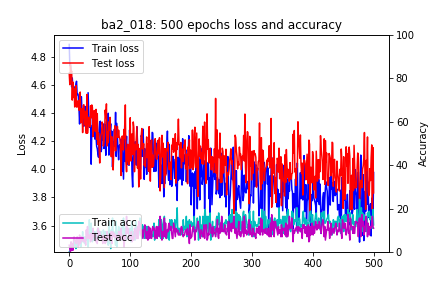 ba2_018: 500 epochs loss and accuracy
Train loss
Test loss
Train acc
Test acc
Loss
4.8
4.6
4.4
4.2
4.0
3.8
3.6
Accuracy
100
80
60
40
20
0
0
100
200
300
400
500